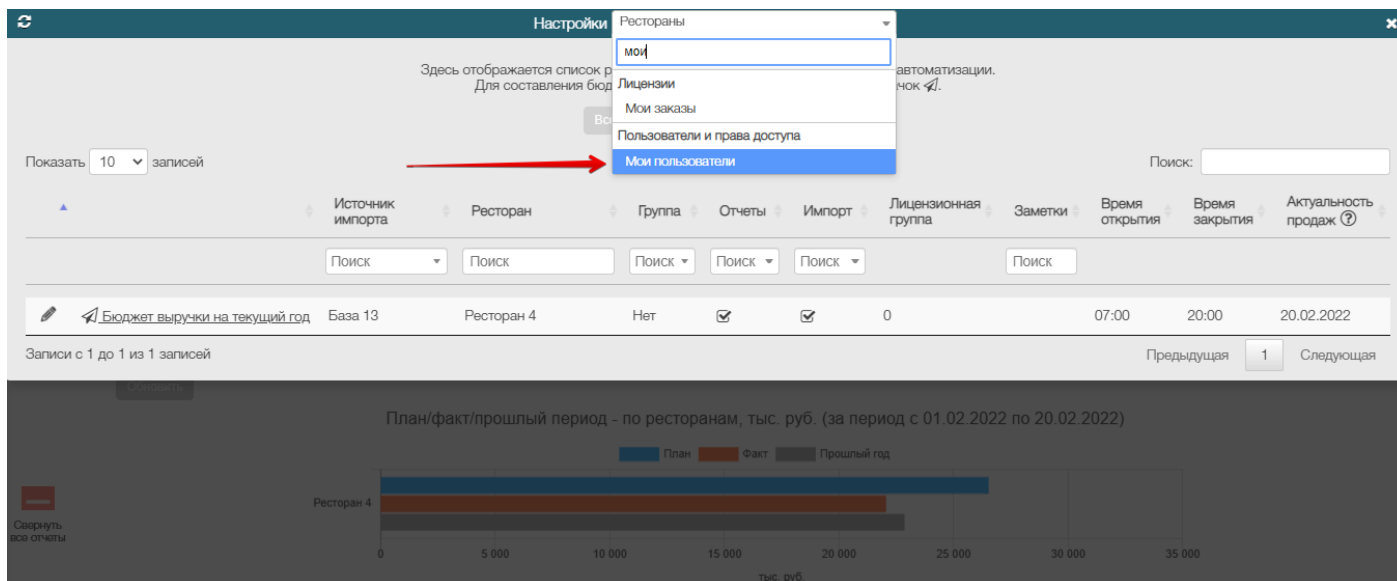 Настройки Рестораны
мои
Здесь отображается список р автоматизации.
Для составления бюд чок
Лицензии
Мои заказы
Вс
Пользователи и права доступа
Мои пользователи
Показать 10 записей
Поиск:
Источник импорта Ресторан Группа Отчеты Импорт Лицензионная группа Заметки Время открытия Время закрытия Актуальность продаж ?
Поиск Поиск Поиск Поиск Поиск Поиск
Бюджет выручки на текущий год База 13 Ресторан 4 Нет 0 07:00 20:00 20.02.2022
Записи с 1 до 1 из 1 записей
Предыдущая 1 Следующая
Обновить
План/факт/прошлый период - по ресторанам, тыс. руб. (за период с 01.02.2022 по 20.02.2022)
План Факт Прошлый год
Ресторан 4
Свернуть
все отчеты
0 5 000 10 000 15 000 20 000 25 000 30 000 35 000
тыс. руб.